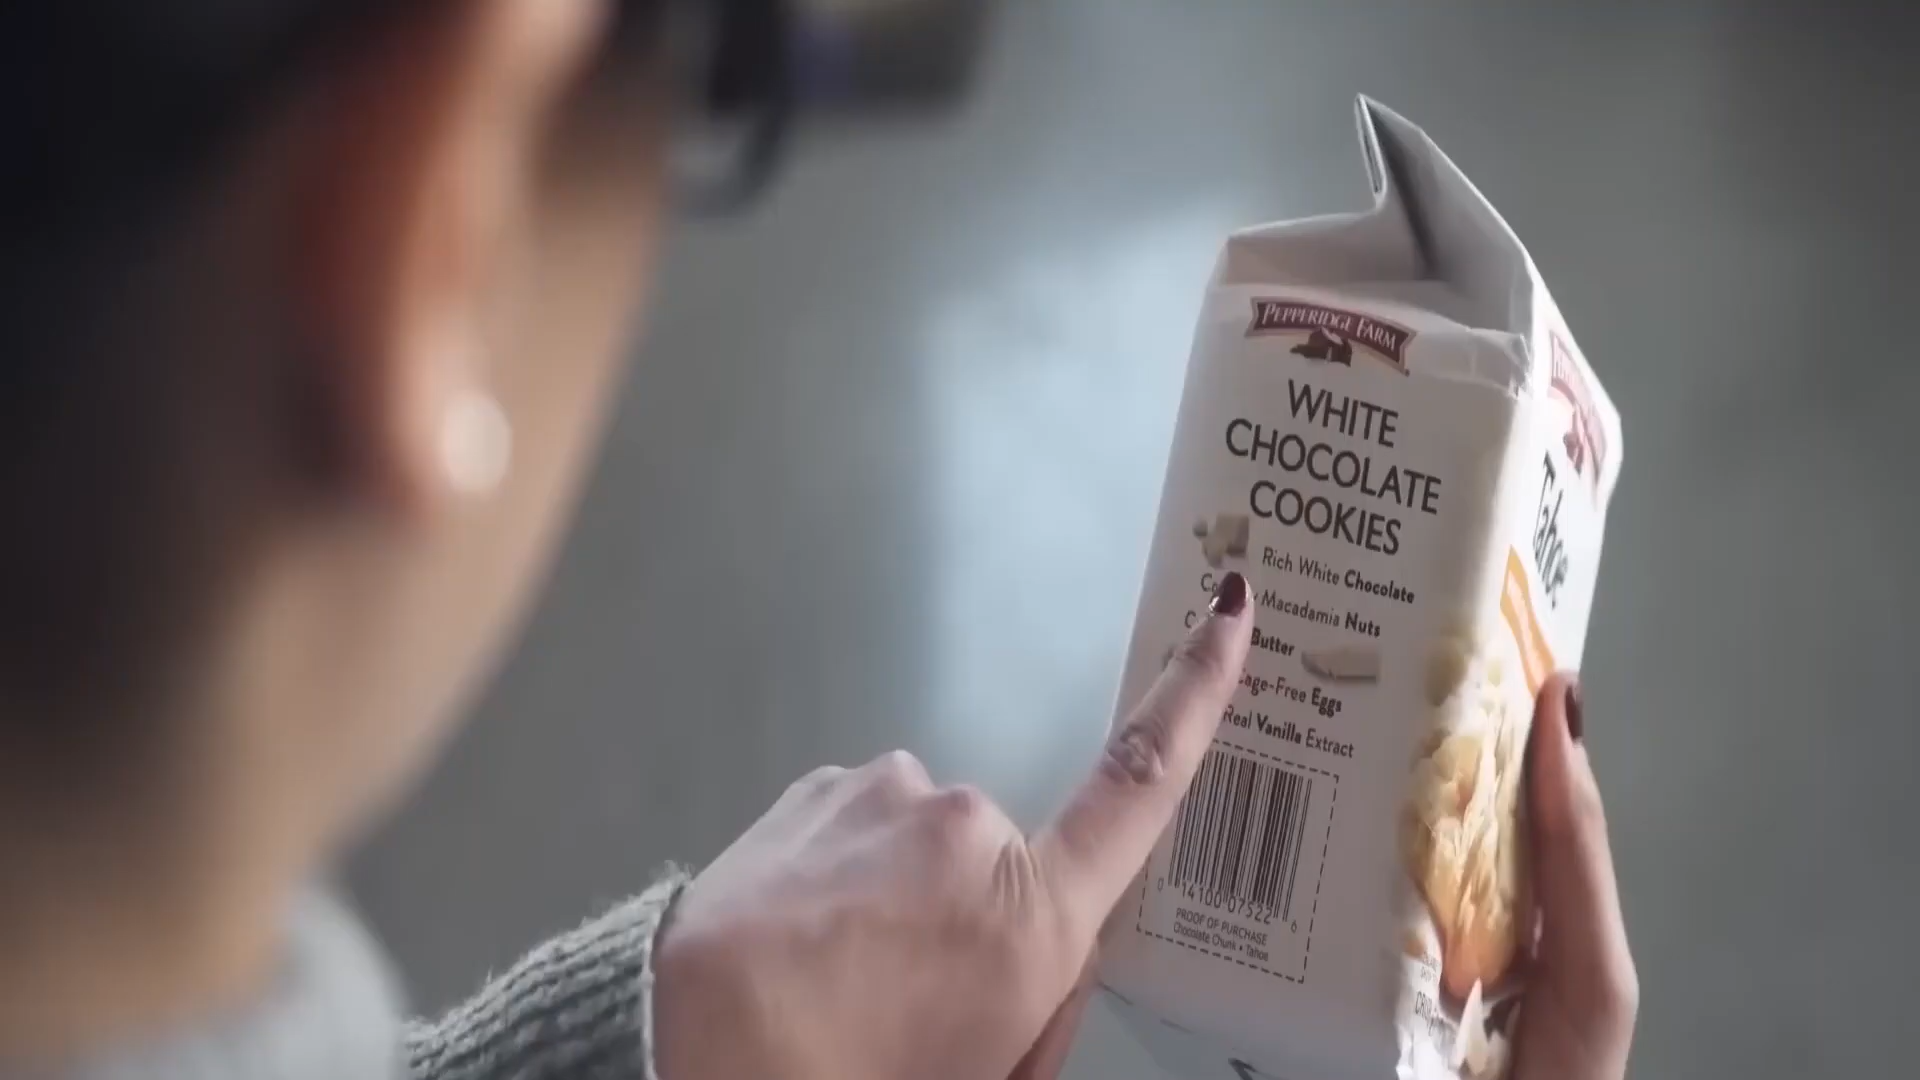 PEPPERIDGE FARM
WHITE
CHOCOLATE
COOKIES
Rich White Chocolate
Macadamia Nuts
Butter
Cage-Free Eggs
Real Vanilla Extract
0 14100 07522 6
PROOF OF PURCHASE
Chocolate Chunk • Tahoe
Tahoe